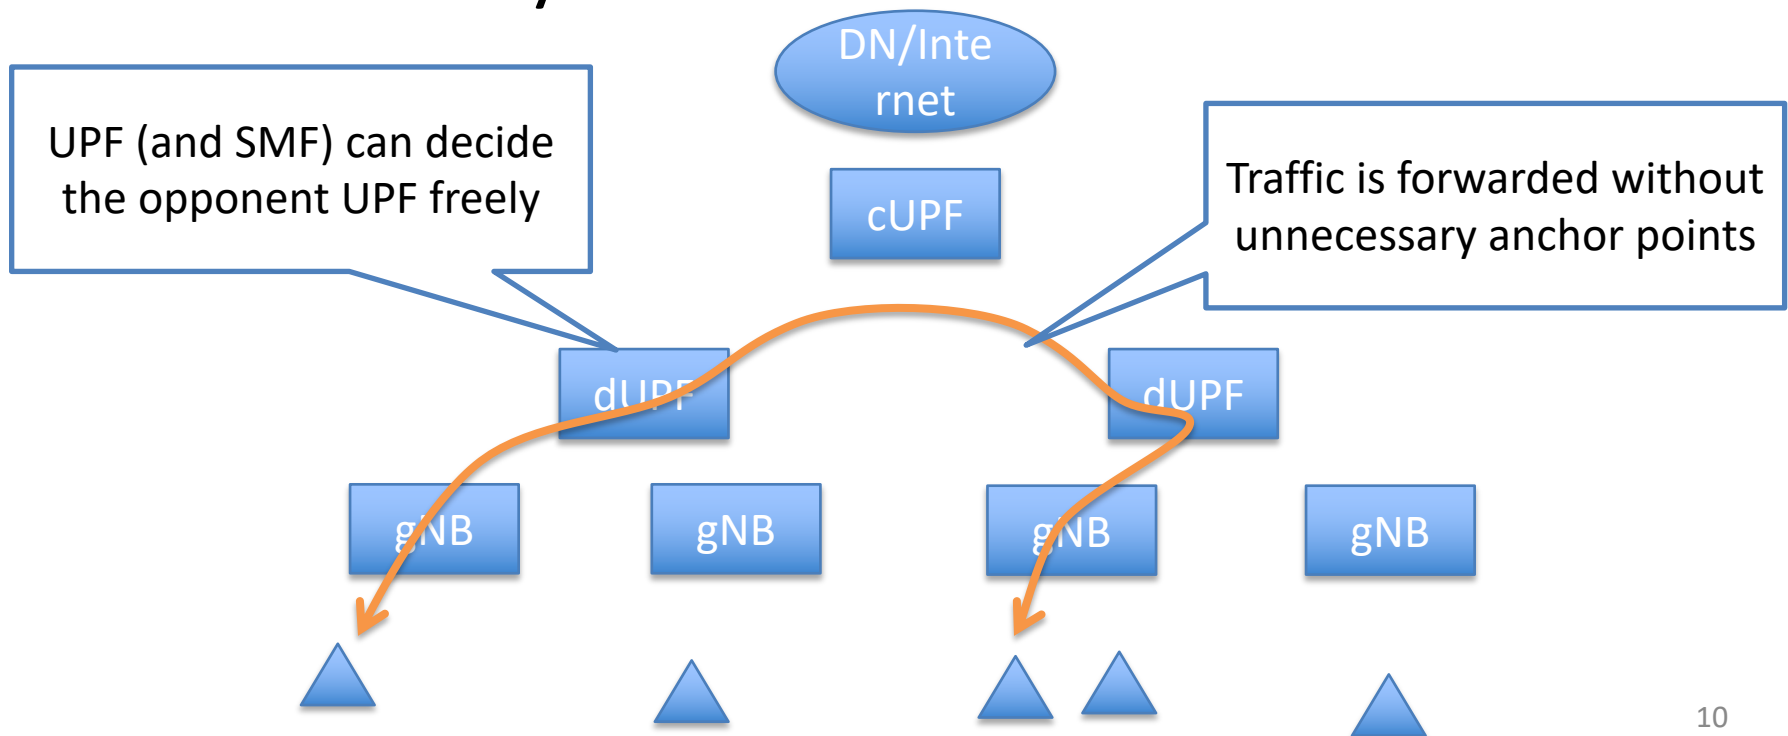 DN/Inte
rnet
UPF (and SMF) can decide
the opponent UPF freely
cUPF
Traffic is forwarded without
unnecessary anchor points
dUPF
dUPF
gNB
gNB
gNB
gNB
10